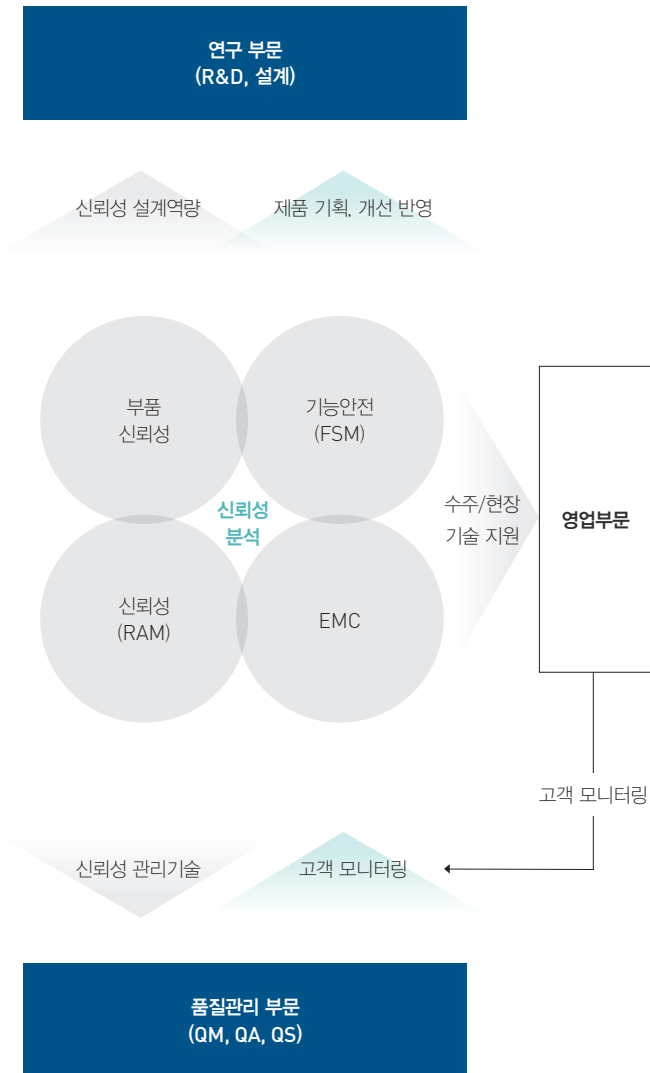 연구 부문
(R&D, 설계)
신뢰성 설계역량
제품 기획, 개선 반영
부품
신뢰성
기능안전
(FSM)
신뢰성
분석
수주/현장
기술 지원
영업부문
신뢰성
(RAM)
EMC
고객 모니터링
신뢰성 관리기술
고객 모니터링
품질관리 부문
(QM, QA, QS)